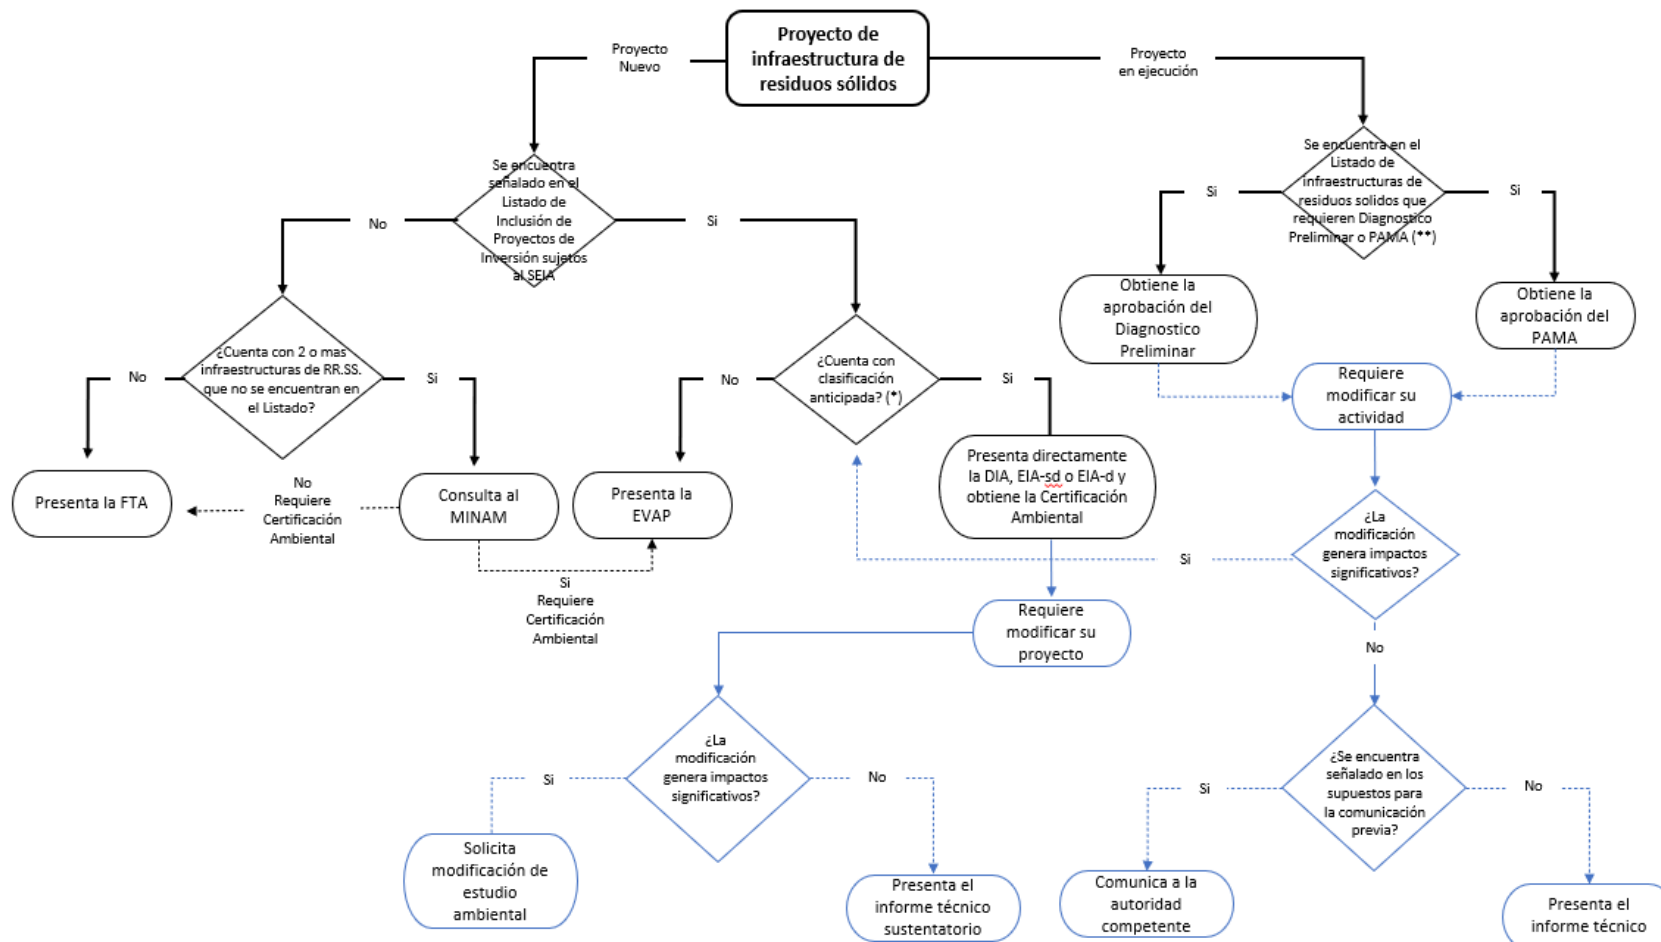 Proyecto de
infraestructura de
residuos sólidos
Proyecto
Nuevo
Proyecto
en ejecución
Se encuentra
señalado en el
Listado de
Inclusión de
Proyectos de
Inversión sujetos
al SEIA
Se encuentra en el
Listado de
infraestructuras de
residuos solidos que
requieren Diagnostico
Preliminar o PAMA (**)
No
Si
Si
Si
¿Cuenta con 2 o mas
infraestructuras de RR.SS.
que no se encuentran en
el Listado?
¿Cuenta con
clasificación
anticipada? (*)
Obtiene la
aprobación del
Diagnostico
Preliminar
Obtiene la
aprobación del
PAMA
No
Si
No
Si
Requiere
modificar su
actividad
Presenta la FTA
No
Requiere
Certificación
Ambiental
Consulta al
MINAM
Presenta la
EVAP
Presenta directamente
la DIA, EIA-sd o EIA-d y
obtiene la Certificación
Ambiental
¿La
modificación
genera impactos
significativos?
Si
Si
Requiere
Certificación
Ambiental
Requiere
modificar su
proyecto
No
¿La
modificación
genera impactos
significativos?
Si
No
¿Se encuentra
señalado en los
supuestos para
la comunicación
previa?
Si
No
Solicita
modificación de
estudio
ambiental
Presenta el
informe técnico
sustentatorio
Comunica a la
autoridad
competente
Presenta el
informe técnico